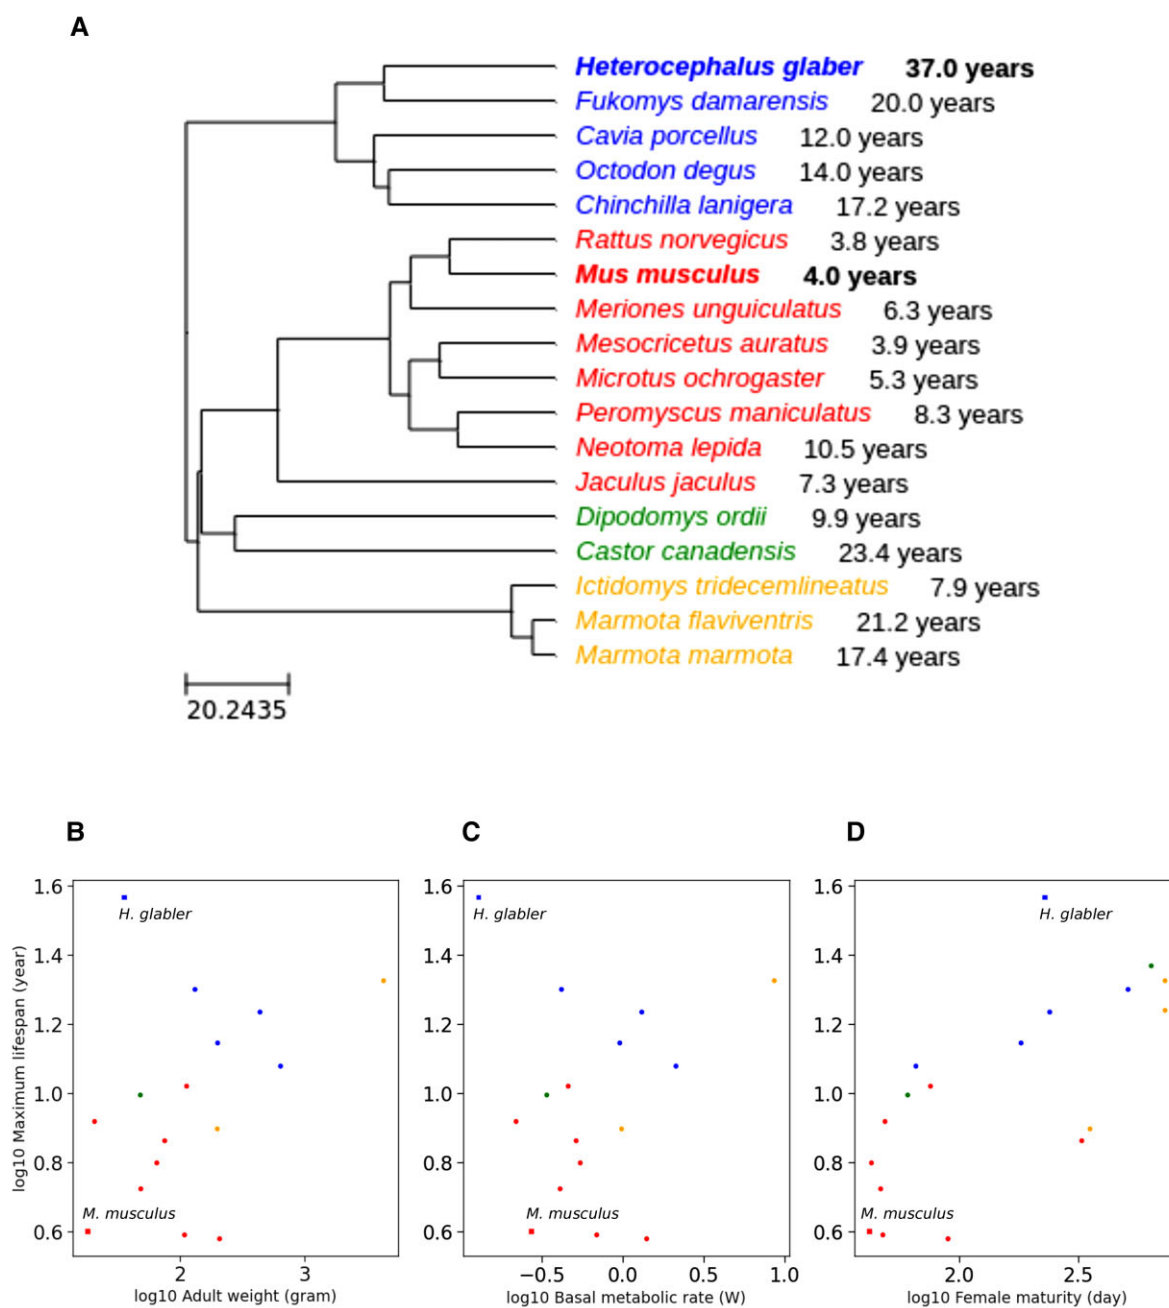 A
Heterocephalus glaber 37.0 years
Fukomys damarensis 20.0 years
Cavia porcellus 12.0 years
Octodon degus 14.0 years
Chinchilla lanigera 17.2 years
Rattus norvegicus 3.8 years
Mus musculus 4.0 years
Meriones unguiculatus 6.3 years
Mesocricetus auratus 3.9 years
Microtus ochrogaster 5.3 years
Peromyscus maniculatus 8.3 years
Neotoma lepida 10.5 years
Jaculus jaculus 7.3 years
Dipodomys ordii 9.9 years
Castor canadensis 23.4 years
Ictidomys tridecemlineatus 7.9 years
Marmota flaviventris 21.2 years
Marmota marmota 17.4 years
20.2435
B
log10 Maximum lifespan (year)
1.6
1.4
1.2
1.0
0.8
0.6
H. glabler
M. musculus
2 3
log10 Adult weight (gram)
C
1.6
1.4
1.2
1.0
0.8
0.6
H. glabler
M. musculus
−0.5 0.0 0.5 1.0
log10 Basal metabolic rate (W)
D
1.6
1.4
1.2
1.0
0.8
0.6
H. glabler
M. musculus
2.0 2.5
log10 Female maturity (day)